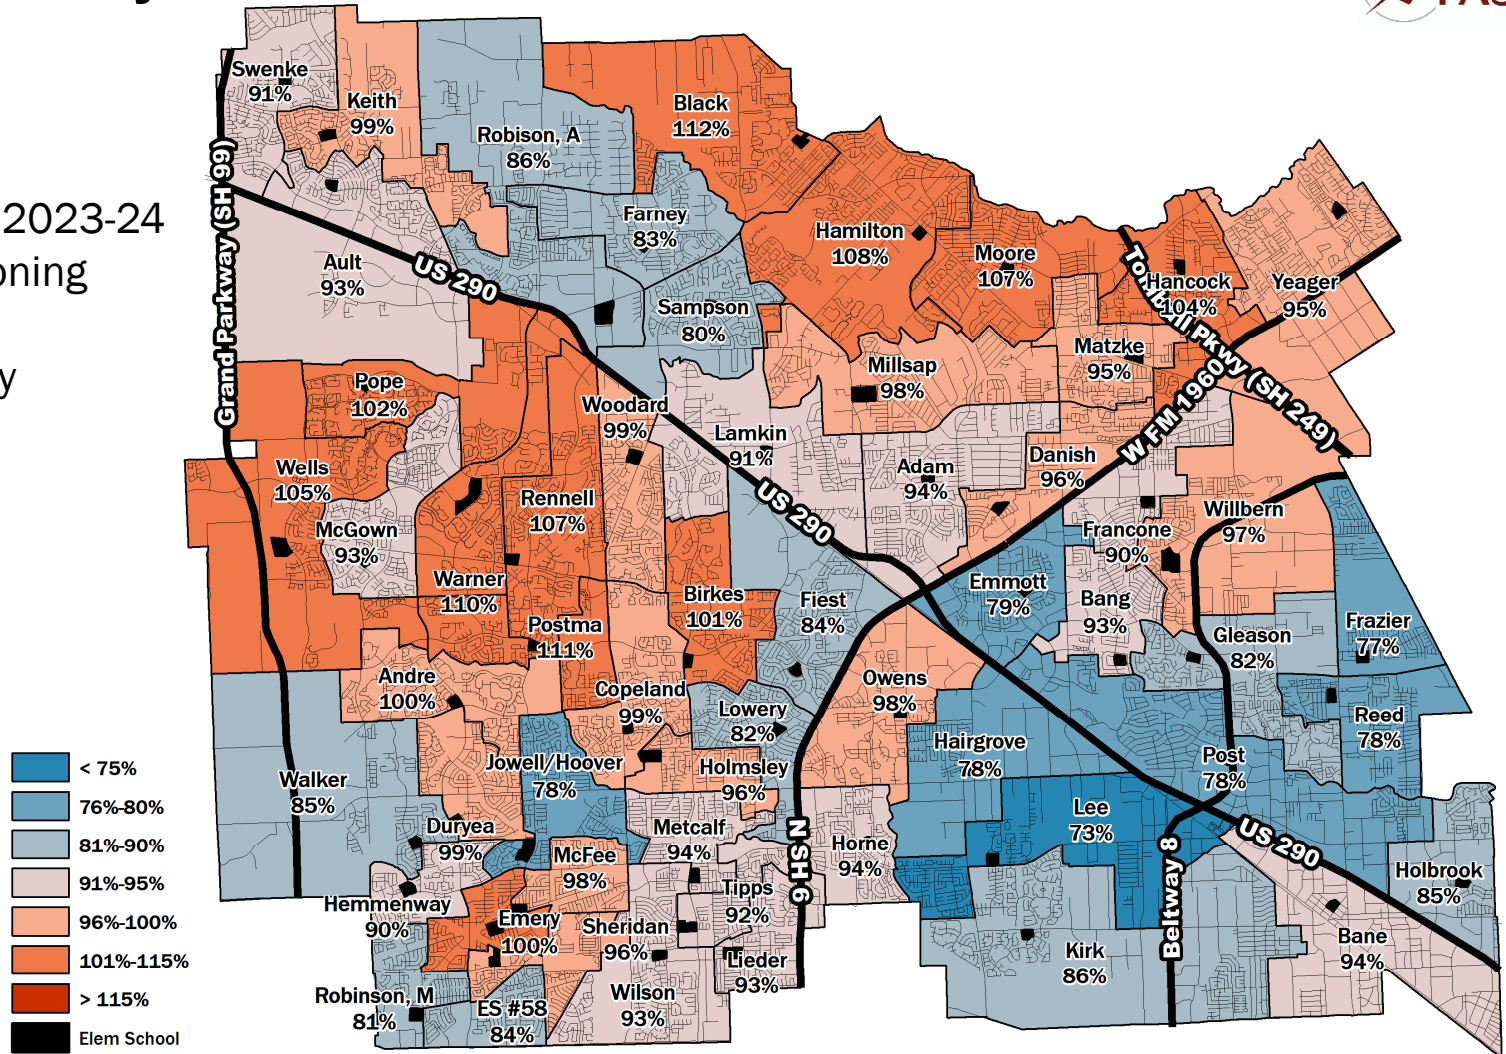 2023-24
oning
y
Swenke
91%
Keith
99%
Robison, A
86%
Black
112%
Farney
83%
Hamilton
108%
Moore
107%
Hancock
104%
Yeager
95%
Grand Parkway (SH 99)
Ault
93%
US 290
Sampson
80%
Tomball Pkwy (SH 249)
Matzke
95%
Millsap
98%
Pope
102%
Woodard
99%
Lamkin
91%
W FM 1960
Wells
105%
Rennell
107%
Adam
94%
Danish
96%
US 290
McGown
93%
Francone
90%
Willbern
97%
Warner
110%
Birkes
101%
Fiest
84%
Emmott
79%
Bang
93%
Postma
111%
Gleason
82%
Frazier
77%
Andre
100%
Copeland
99%
Owens
98%
Lowery
82%
Reed
78%
Hairgrove
78%
Post
78%
Jowell/Hoover
78%
Holmsley
96%
Walker
85%
Lee
73%
Duryea
99%
Metcalf
94%
N SH 6
Horne
94%
US 290
McFee
98%
Beltway 8
Holbrook
85%
Tipps
92%
Hemmenway
90%
Emery
100%
Sheridan
96%
Kirk
86%
Bane
94%
Lieder
93%
Robinson, M
81%
ES #58
84%
Wilson
93%
< 75%
76%-80%
81%-90%
91%-95%
96%-100%
101%-115%
> 115%
Elem School